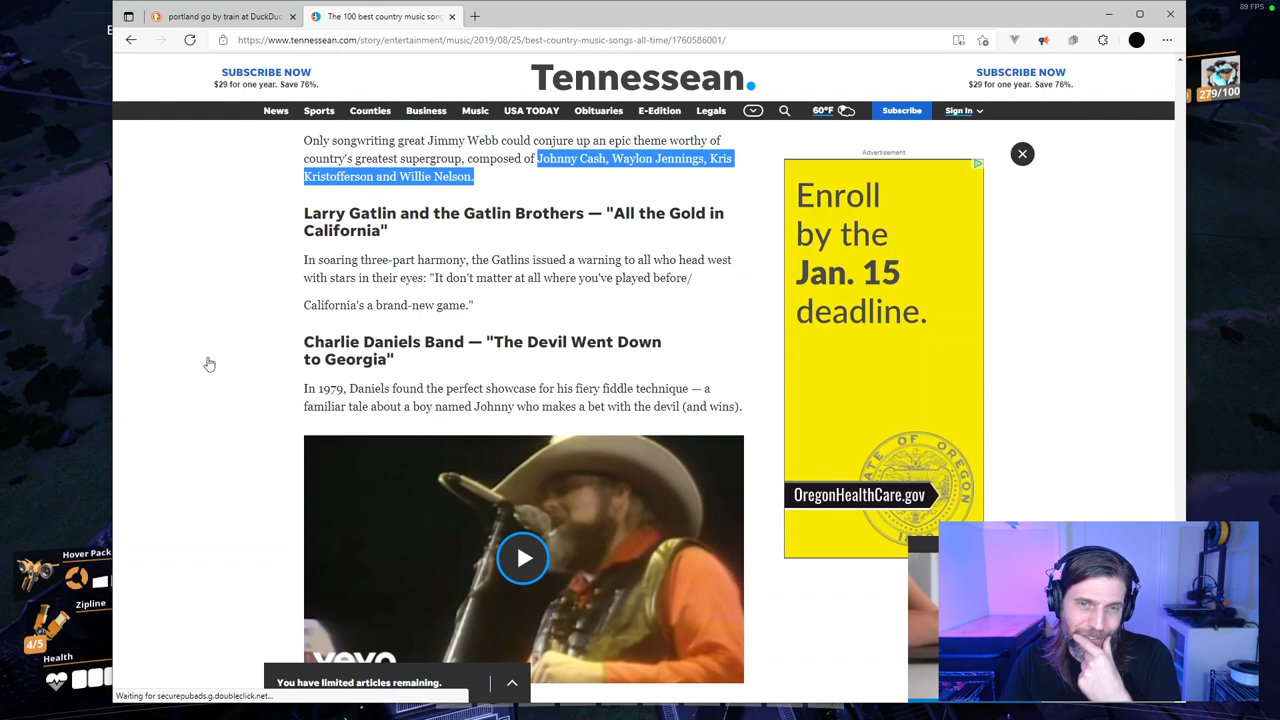 89 FPS
portland go by train at DuckDuc
The 100 best country music song
https://www.tennessean.com/story/entertainment/music/2019/08/25/best-country-music-songs-all-time/1760586001/
SUBSCRIBE NOW
$29 for one year. Save 76%.
Tennessean.
SUBSCRIBE NOW
$29 for one year. Save 76%.
News Sports Counties Business Music USA TODAY Obituaries E-Edition Legals 60°F Subscribe Sign In
279/100
Only songwriting great Jimmy Webb could conjure up an epic theme worthy of
country's greatest supergroup, composed of Johnny Cash, Waylon Jennings, Kris
Kristofferson and Willie Nelson.
Larry Gatlin and the Gatlin Brothers — "All the Gold in
California"
In soaring three-part harmony, the Gatlins issued a warning to all who head west
with stars in their eyes: "It don't matter at all where you've played before/
California's a brand-new game."
Charlie Daniels Band — "The Devil Went Down
to Georgia"
In 1979, Daniels found the perfect showcase for his fiery fiddle technique — a
familiar tale about a boy named Johnny who makes a bet with the devil (and wins).
vevo
You have limited articles remaining.
Waiting for securepubads.g.doubleclick.net...
Advertisement
Enroll
by the
Jan. 15
deadline.
OregonHealthCare.gov
STATE OF OREGON
Hover Pack
Zipline
4/5
Health